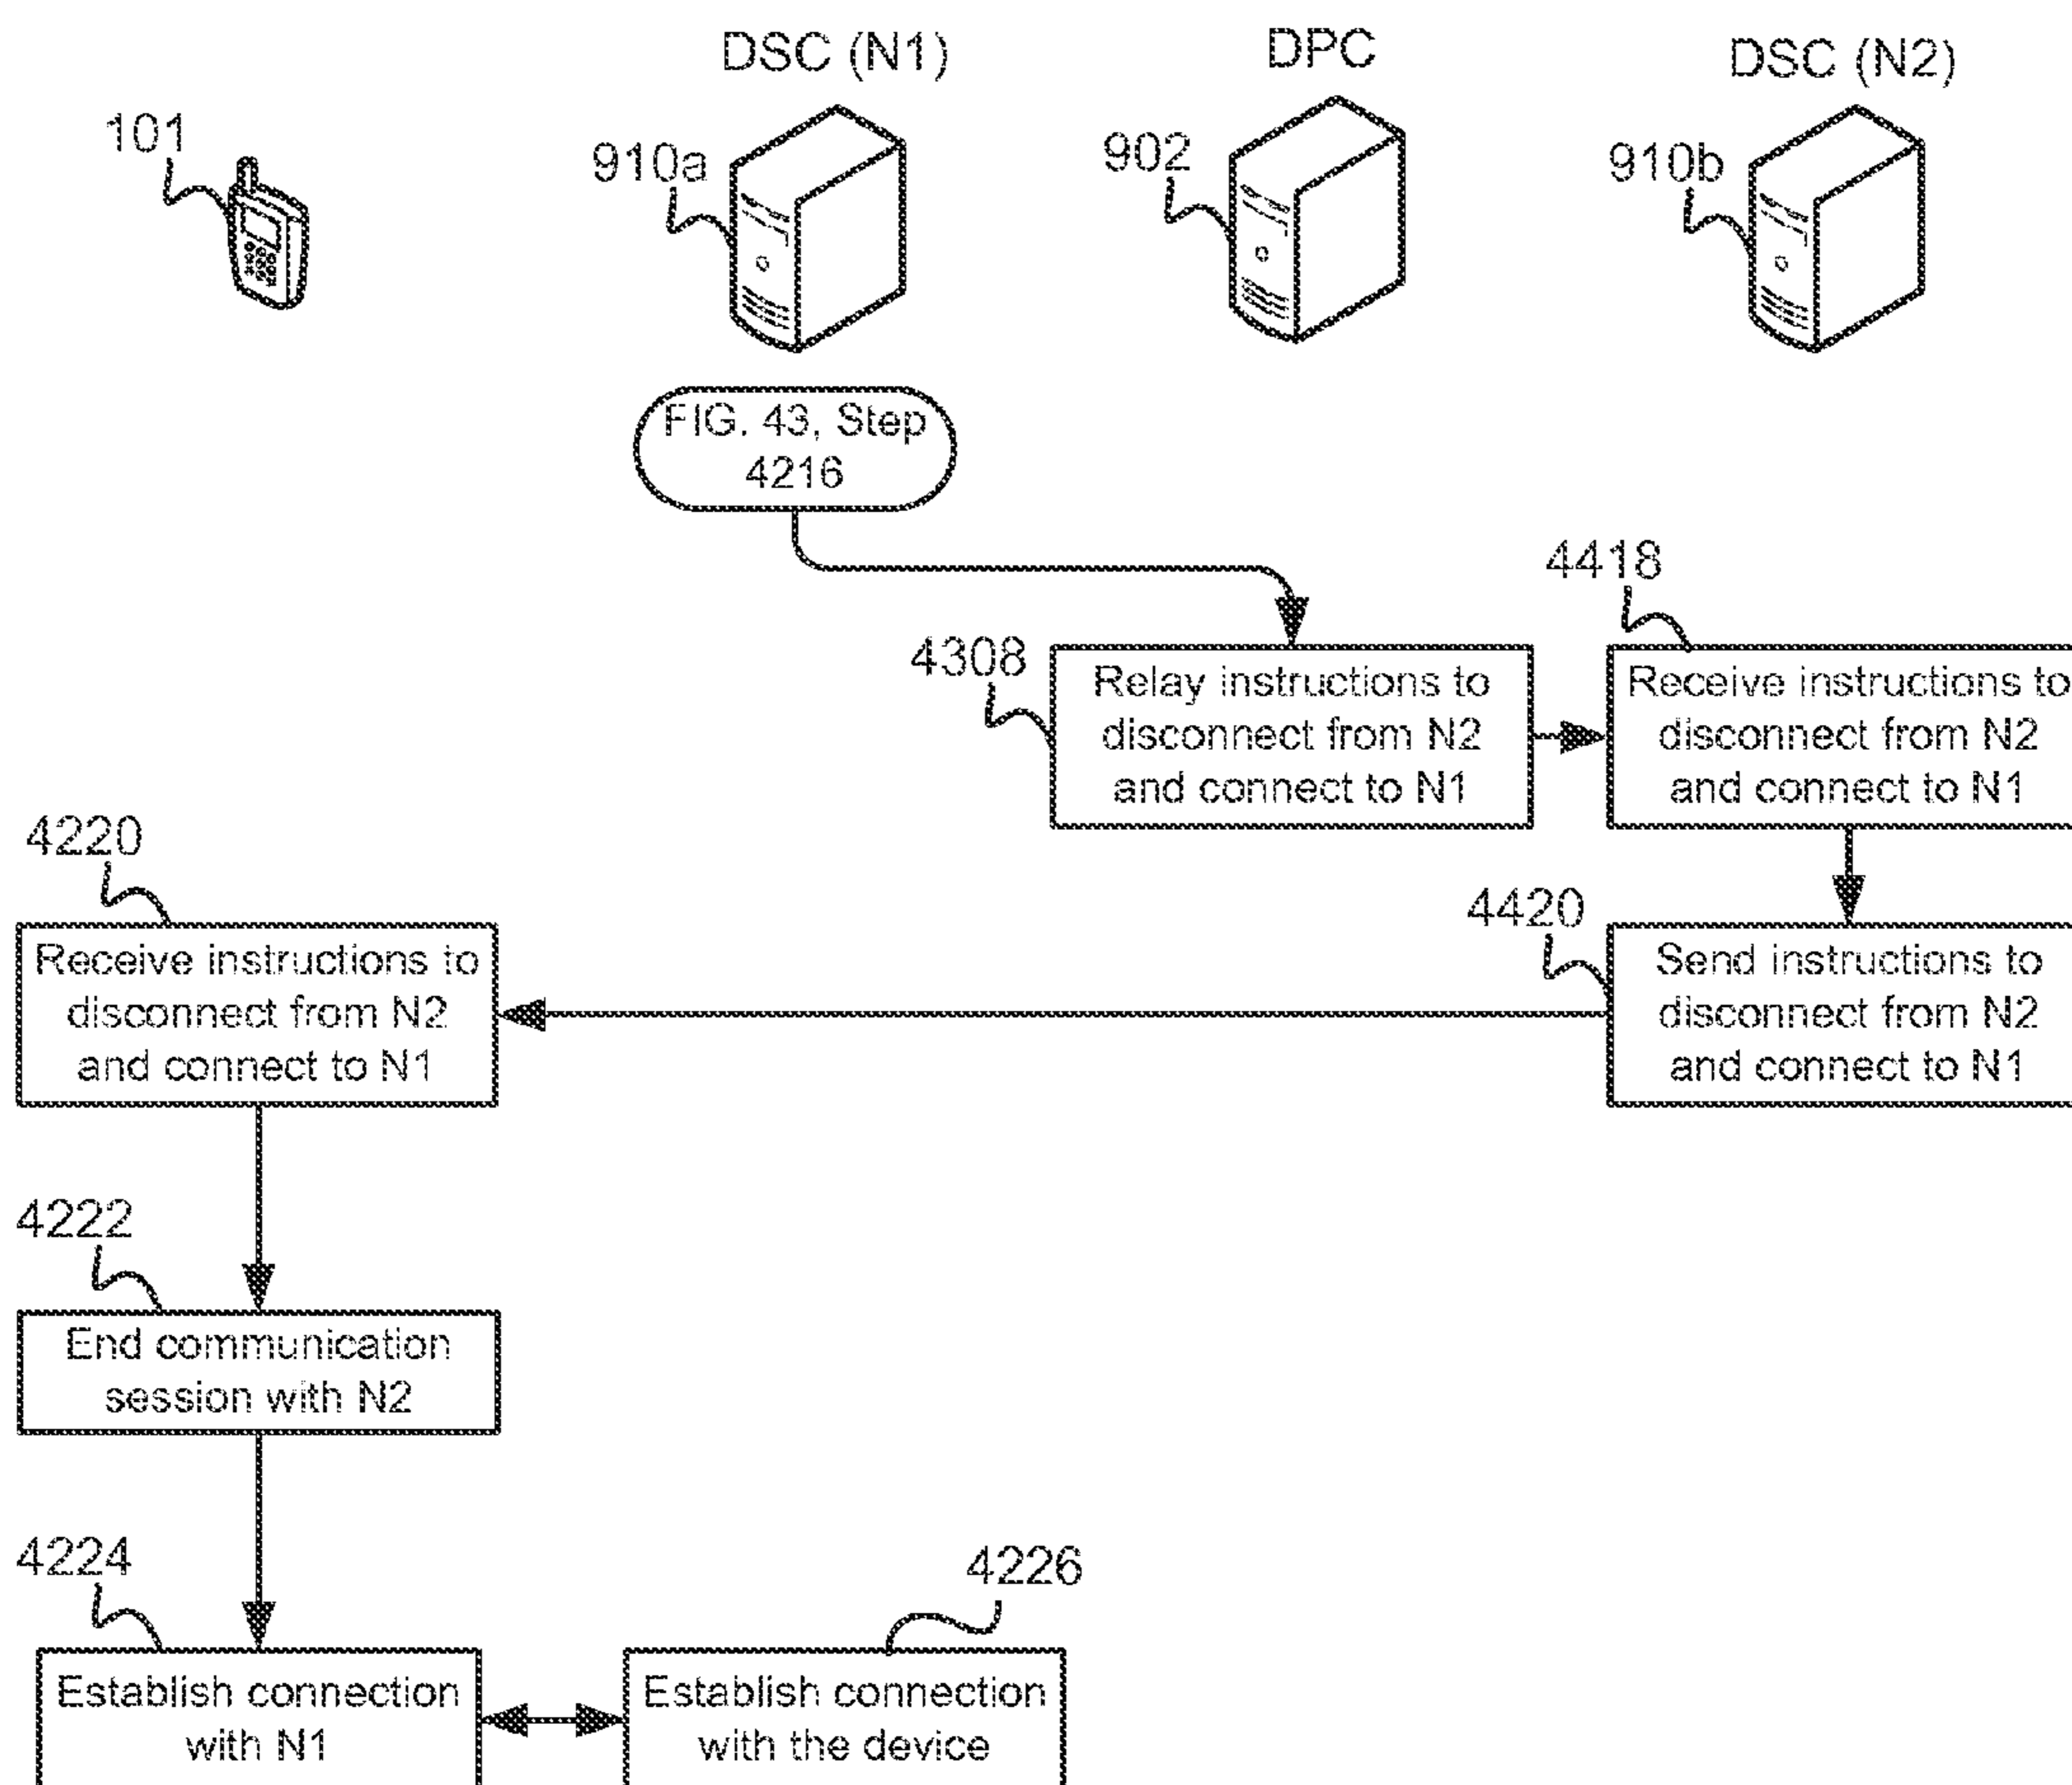 DSC (N1)
DPC
DSC (N2)
101
910a
902
910b
FIG. 43, Step
4216
4418
4308
Relay instructions to
disconnect from N2
and connect to N1
Receive instructions to
disconnect from N2
and connect to N1
4220
4420
Receive instructions to
disconnect from N2
and connect to N1
Send instructions to
disconnect from N2
and connect to N1
4222
End communication
session with N2
4224
4226
Establish connection
with N1
Establish connection
with the device